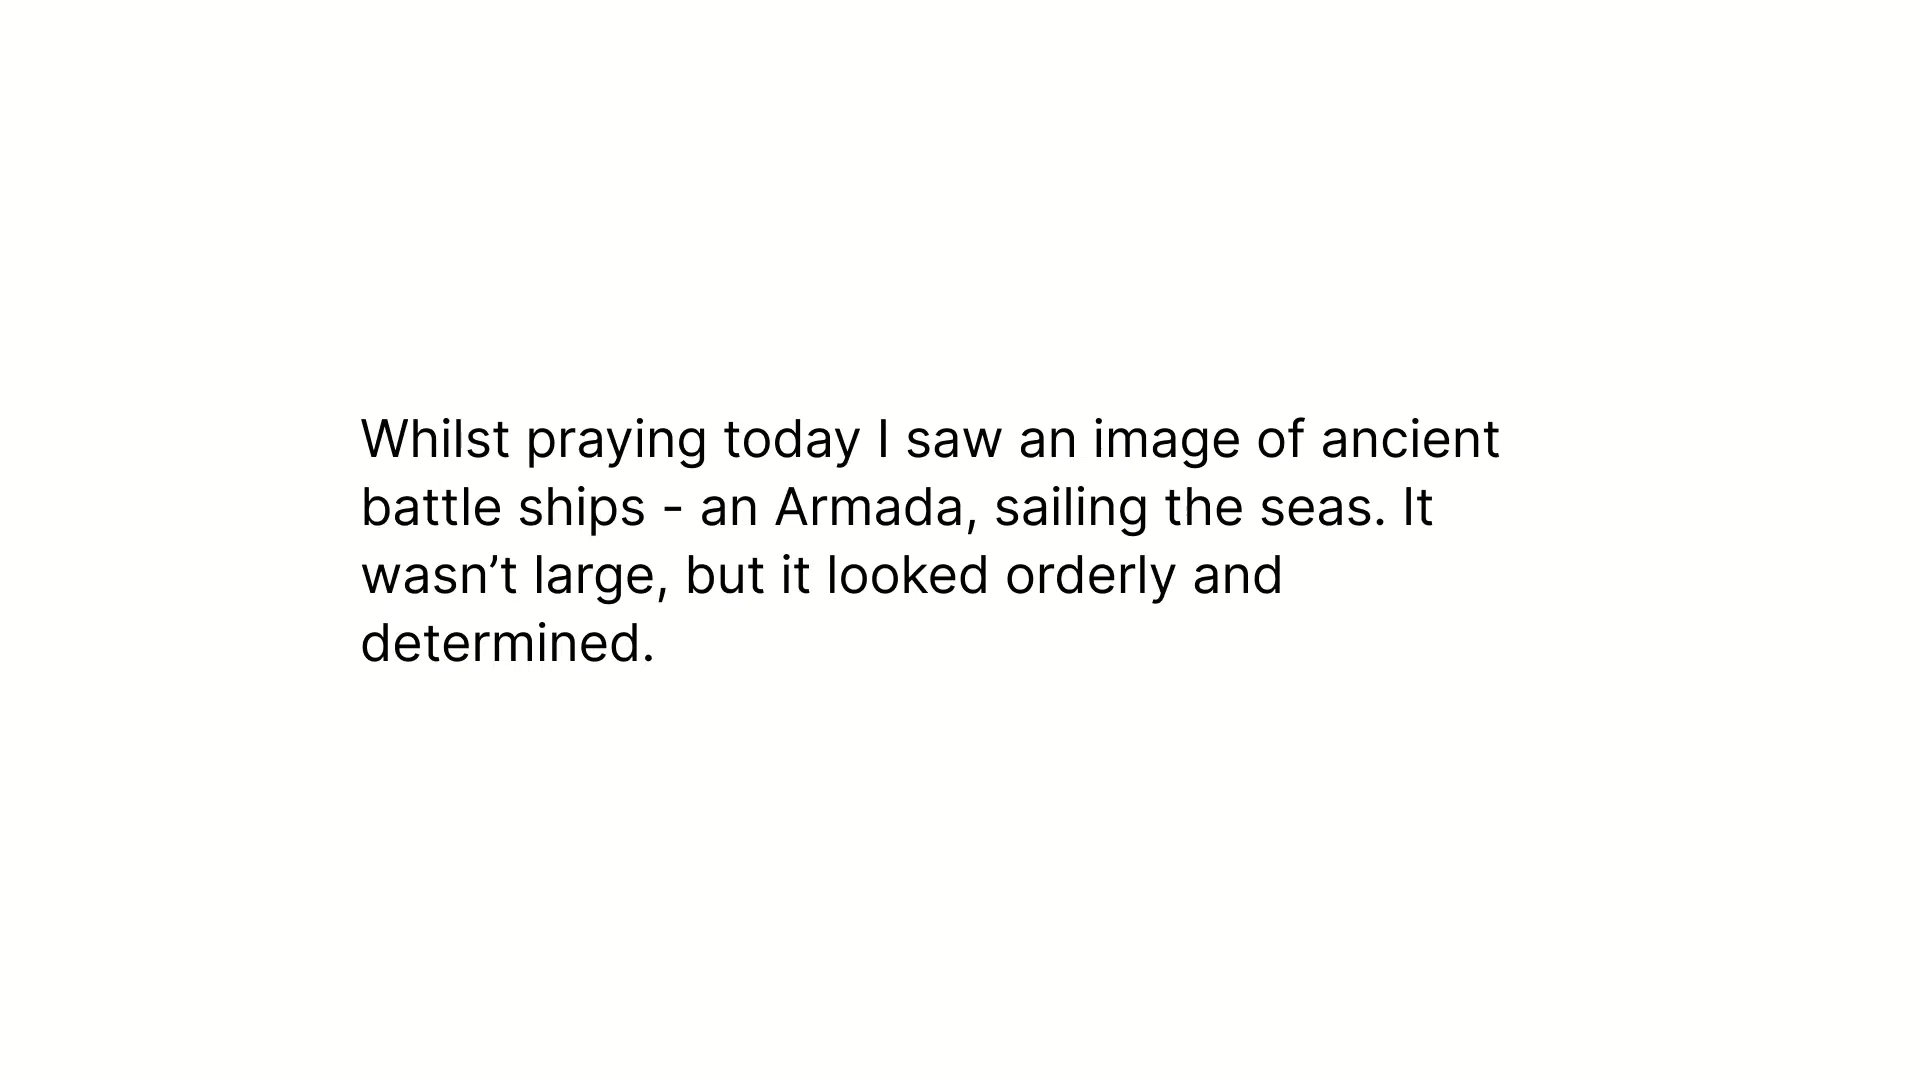 Whilst praying today I saw an image of ancient
battle ships - an Armada, sailing the seas. It
wasn’t large, but it looked orderly and
determined.